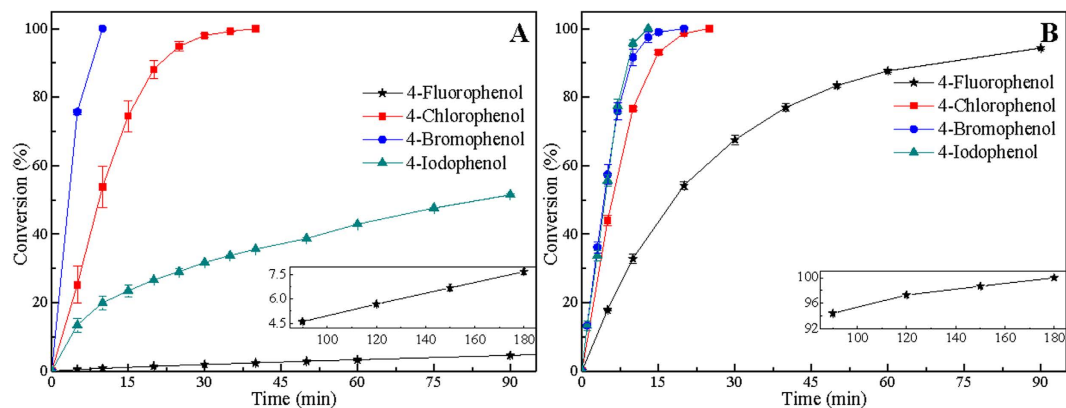 A
100
80
60
40
20
0
Conversion (%)
4-Fluorophenol
4-Chlorophenol
4-Bromophenol
4-Iodophenol
7.5
6.0
4.5
100 120 140 160 180
0 15 30 45 60 75 90
Time (min)
B
100
80
60
40
20
0
Conversion (%)
4-Fluorophenol
4-Chlorophenol
4-Bromophenol
4-Iodophenol
100
96
92
100 120 140 160 180
0 15 30 45 60 75 90
Time (min)